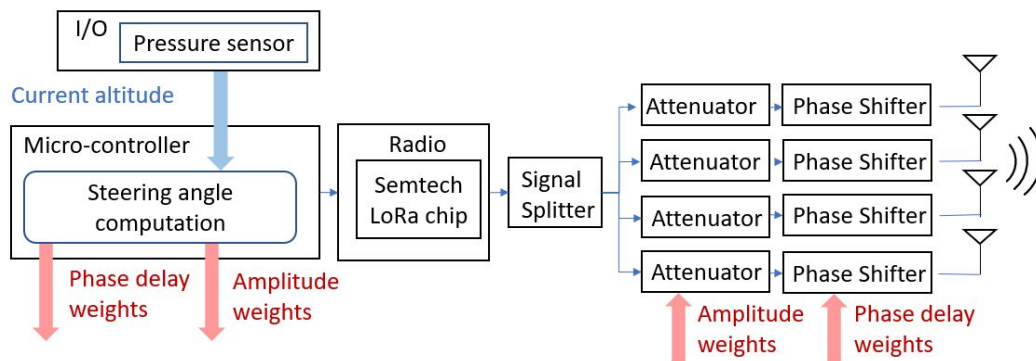 I/O
Pressure sensor
Current altitude
Micro-controller
Steering angle
computation
Phase delay
weights
Amplitude
weights
Radio
Semtech
LoRa chip
Signal
Splitter
Attenuator
Phase Shifter
Attenuator
Phase Shifter
Attenuator
Phase Shifter
Attenuator
Phase Shifter
Amplitude
weights
Phase delay
weights